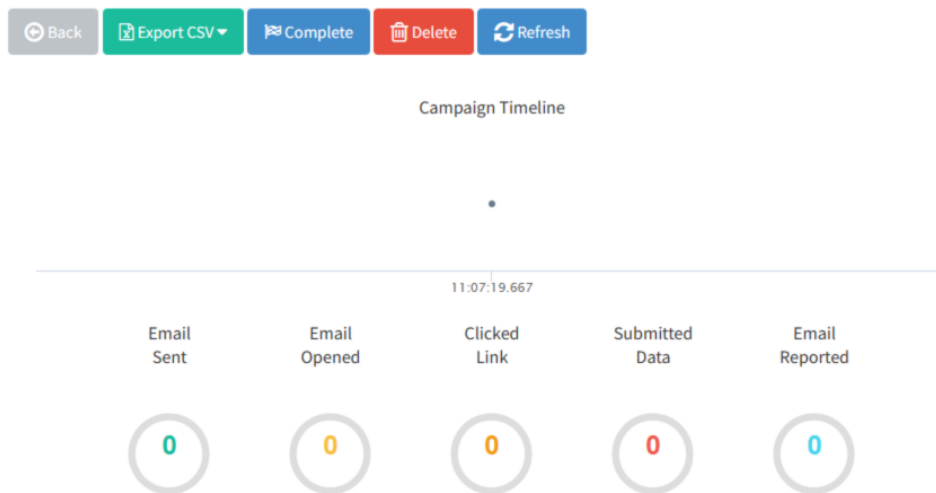 Back Export CSV Complete Delete Refresh
Campaign Timeline
11:07:19.667
Email Email Clicked Submitted Email
Sent Opened Link Data Reported
0 0 0 0 0